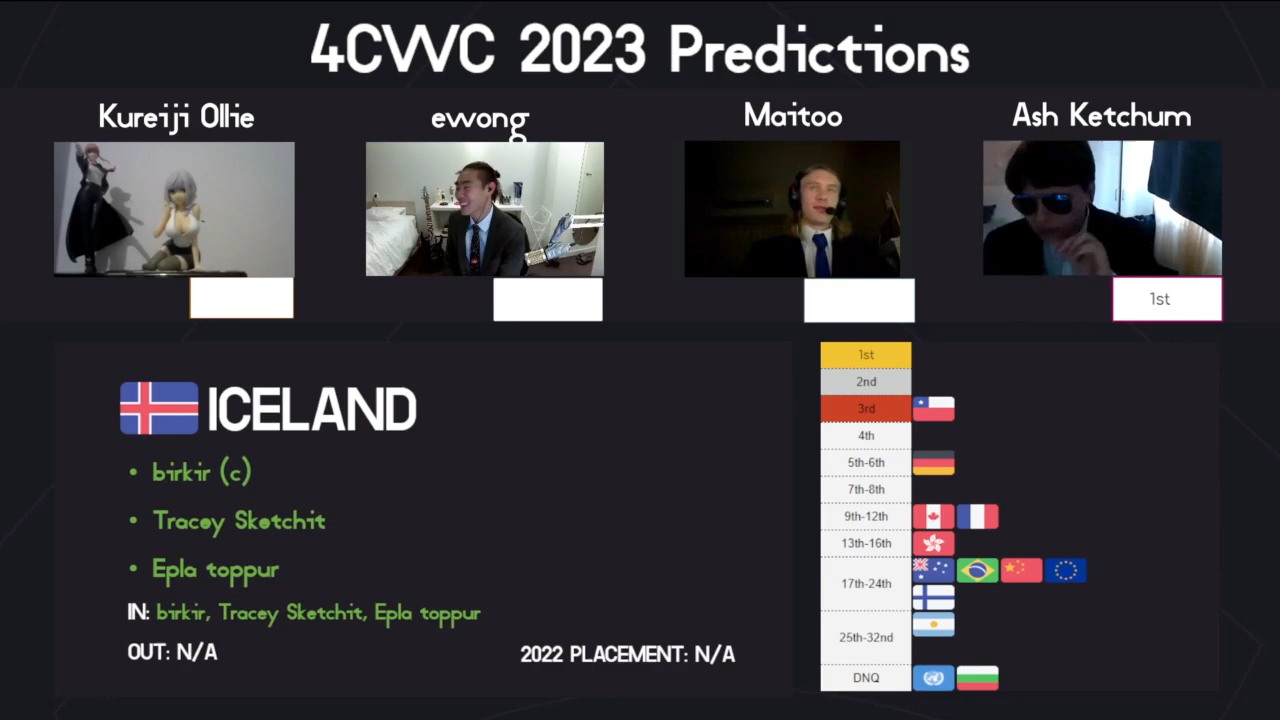 4CWC 2023 Predictions
Kureiji Ollie
ewong
Maitoo
Ash Ketchum
1st
ICELAND
• birkir (c)
• Tracey Sketchit
• Epla toppur
IN: birkir, Tracey Sketchit, Epla toppur
OUT: N/A
2022 PLACEMENT: N/A
1st
2nd
3rd
4th
5th-6th
7th-8th
9th-12th
13th-16th
17th-24th
25th-32nd
DNQ